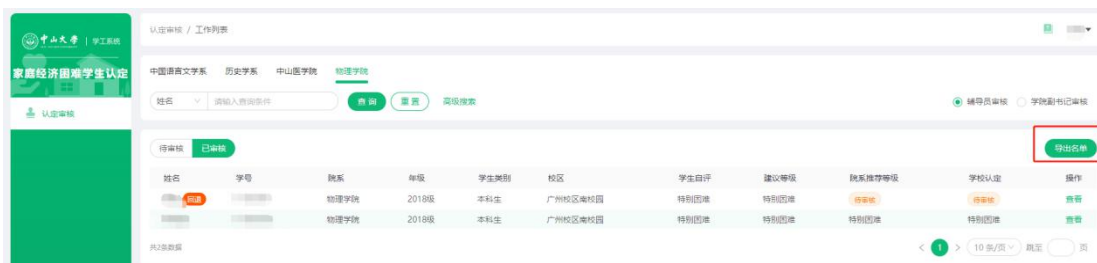 中山大学 | 学工系统
家庭经济困难学生认定
认定审核
认定审核 / 工作列表
中国语言文学系 历史学系 中山医学院 物理学院
姓名 请输入查询条件 查询 重置 高级搜索 辅导员审核 学院副书记审核
待审核 已审核 导出名单
姓名 学号 院系 年级 学生类别 校区 学生自评 建议等级 院系推荐等级 学校认定 操作
回退 物理学院 2018级 本科生 广州校区南校园 特别困难 特别困难 待审核 待审核 查看
物理学院 2018级 本科生 广州校区南校园 特别困难 特别困难 特别困难 特别困难 查看
共2条数据 < 1 > 10 条/页 跳至 页